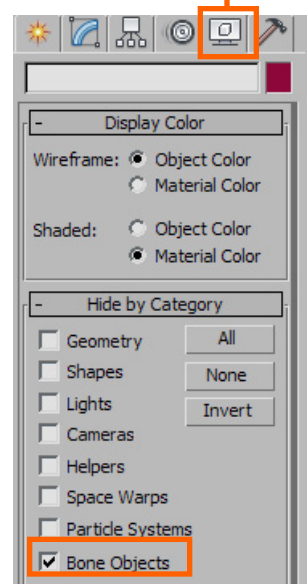 - Display Color
Wireframe: Object Color
Material Color
Shaded: Object Color
Material Color
- Hide by Category
Geometry All
Shapes None
Lights Invert
Cameras
Helpers
Space Warps
Particle Systems
Bone Objects